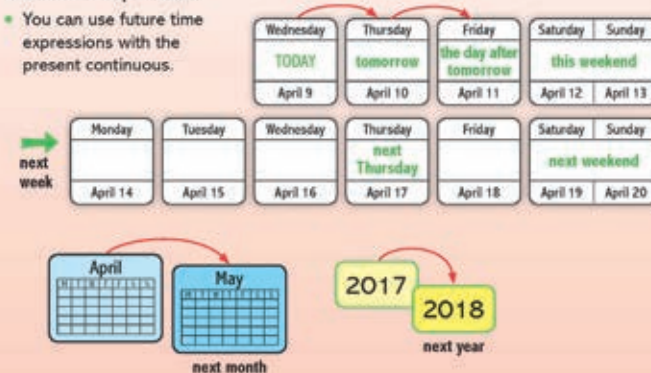 • You can use future time
expressions with the
present continuous.
Wednesday Thursday Friday Saturday Sunday
TODAY tomorrow the day after tomorrow this weekend
April 9 April 10 April 11 April 12 April 13
next week
Monday Tuesday Wednesday Thursday Friday Saturday Sunday
next Thursday next weekend
April 14 April 15 April 16 April 17 April 18 April 19 April 20
April May
M T W T F S S M T W T F S S
next month
2017
2018
next year